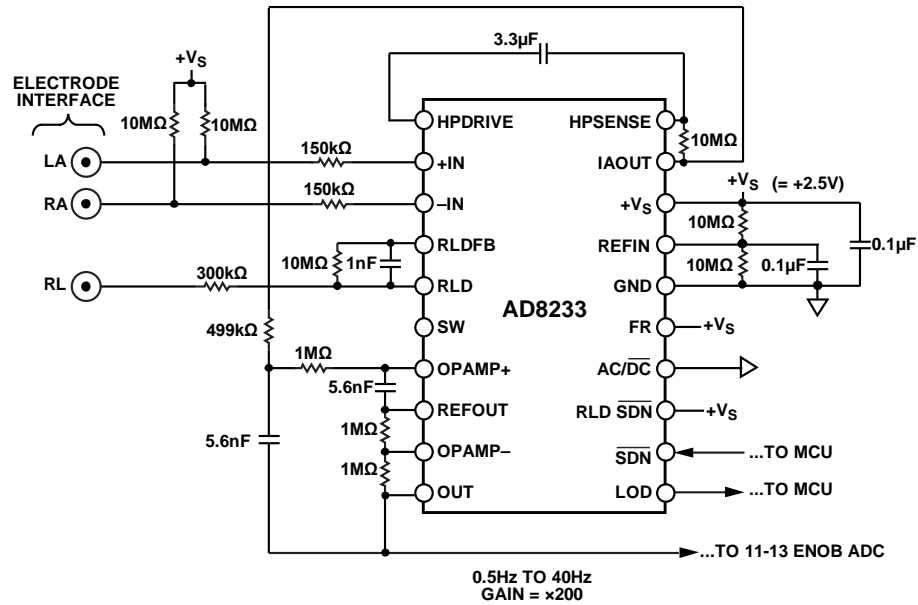 3.3µF
+VS
ELECTRODE
INTERFACE
10MΩ
10MΩ
HPDRIVE
HPSENSE
10MΩ
LA
150kΩ
+IN
IAOUT
+VS (= +2.5V)
RA
150kΩ
–IN
+VS
10MΩ
RLDFB
REFIN
0.1µF
10MΩ
1nF
10MΩ
0.1µF
RL
300kΩ
RLD
GND
AD8233
499kΩ
SW
FR
+VS
1MΩ
OPAMP+
AC/DC
5.6nF
REFOUT
RLD SDN
+VS
5.6nF
1MΩ
OPAMP–
SDN
...TO MCU
1MΩ
OUT
LOD
...TO MCU
...TO 11-13 ENOB ADC
0.5Hz TO 40Hz
GAIN = ×200